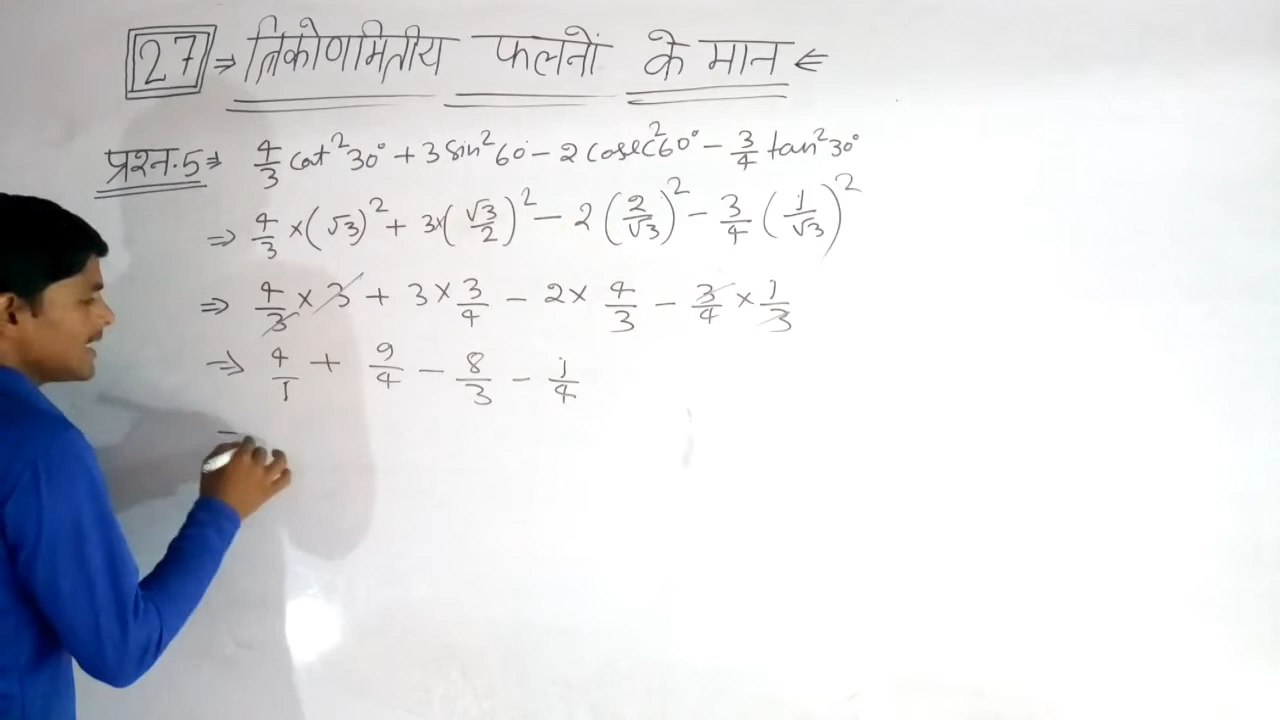 27 ⇒ त्रिकोणमितीय फलनों के मान ⇐
प्रश्न.5 ⇒ 4/3 cot²30° + 3 sin²60° - 2 cosec²60° - 3/4 tan²30°
⇒ 4/3 × (√3)² + 3×(√3/2)² - 2 (2/√3)² - 3/4 (1/√3)²
⇒ 4/3 × 3 + 3 × 3/4 - 2 × 4/3 - 3/4 × 1/3
⇒ 4/1 + 9/4 - 8/3 - 1/4